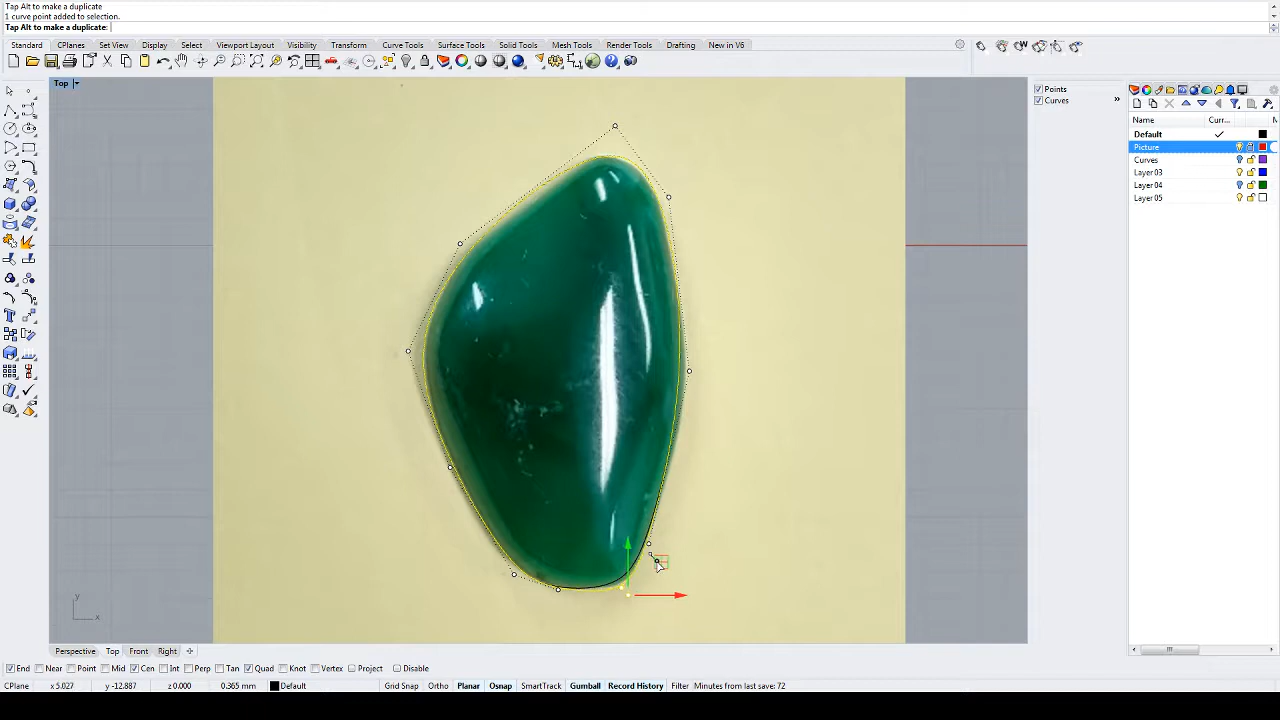 Tap Alt to make a duplicate
1 curve point added to selection.
Tap Alt to make a duplicate:
Standard CPlanes Set View Display Select Viewport Layout Visibility Transform Curve Tools Surface Tools Solid Tools Mesh Tools Render Tools Drafting New in V6
Top
Points
Curves
Name Curr... M
Default
Picture
Curves
Layer 03
Layer 04
Layer 05
y
x
Perspective Top Front Right
End Near Point Mid Cen Int Perp Tan Quad Knot Vertex Project Disable
CPlane x 5.027 y -12.887 z 0.000 0.365 mm Default Grid Snap Ortho Planar Osnap SmartTrack Gumball Record History Filter Minutes from last save: 72